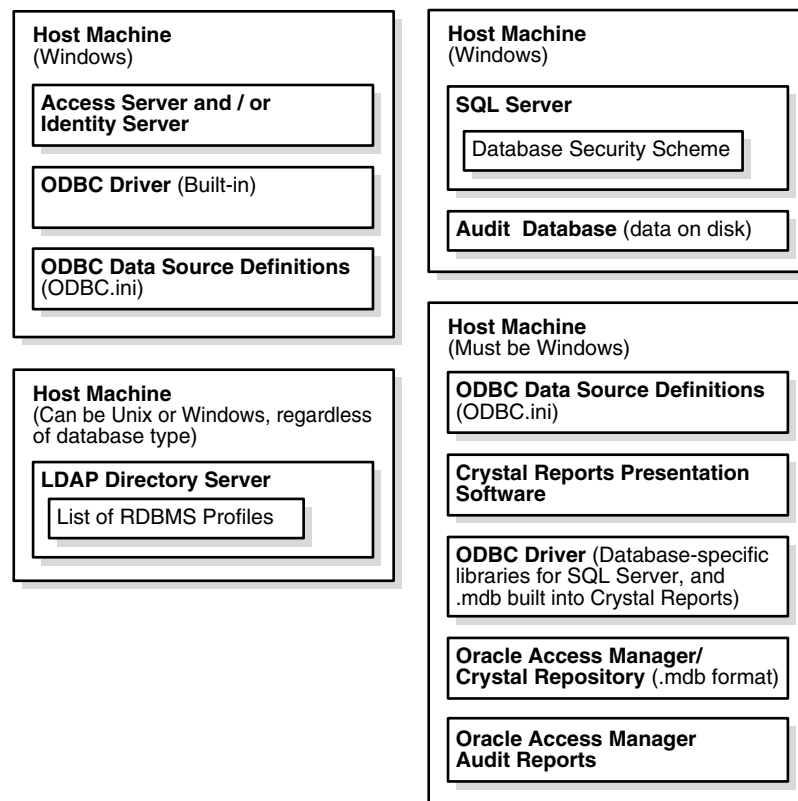 Host Machine
(Windows)
Access Server and / or
Identity Server
ODBC Driver (Built-in)
ODBC Data Source Definitions
(ODBC.ini)
Host Machine
(Can be Unix or Windows, regardless
of database type)
LDAP Directory Server
List of RDBMS Profiles
Host Machine
(Windows)
SQL Server
Database Security Scheme
Audit Database (data on disk)
Host Machine
(Must be Windows)
ODBC Data Source Definitions
(ODBC.ini)
Crystal Reports Presentation
Software
ODBC Driver (Database-specific
libraries for SQL Server, and
.mdb built into Crystal Reports)
Oracle Access Manager/
Crystal Repository (.mdb format)
Oracle Access Manager
Audit Reports